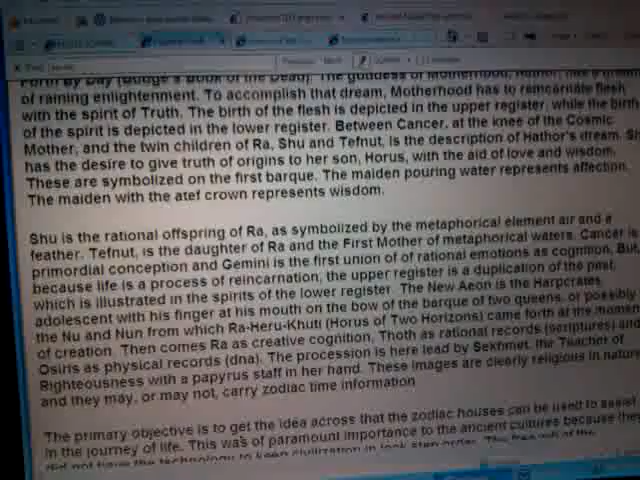 Forth By Day (Budge's Book of the Dead). The goddess of Motherhood, Hathor, has a
of raining enlightenment. To accomplish that dream, Motherhood has to reincarnate flesh
with the spirit of Truth. The birth of the flesh is depicted in the upper register, while the birth
of the spirit is depicted in the lower register. Between Cancer, at the knee of the Cosmic
Mother, and the twin children of Ra, Shu and Tefnut, is the description of Hathor's dream. Sh
has the desire to give truth of origins to her son, Horus, with the aid of love and wisdom.
These are symbolized on the first barque. The maiden pouring water represents affection.
The maiden with the atef crown represents wisdom.
Shu is the rational offspring of Ra, as symbolized by the metaphorical element air and a
feather. Tefnut, is the daughter of Ra and the First Mother of metaphorical waters. Cancer is
primordial conception and Gemini is the first union of of rational emotions as cognition. But,
because life is a process of reincarnation, the upper register is a duplication of the past,
which is illustrated in the spirits of the lower register. The New Aeon is the Harpcrates,
adolescent with his finger at his mouth on the bow of the barque of two queens, or possibly
the Nu and Nun from which Ra-Heru-Khuti (Horus of Two Horizons) came forth at the momen
of creation. Then comes Ra as creative cognition, Thoth as rational records (scriptures) and
Osiris as physical records (dna). The procession is here lead by Sekhmet, the Teacher of
Righteousness with a papyrus staff in her hand. These images are clearly religious in nature
and they may, or may not, carry zodiac time information
The primary objective is to get the idea across that the zodiac houses can be used to assist
in the journey of life. This was of paramount importance to the ancient cultures because they
did not have the technology to keep civilization in lock step order. The